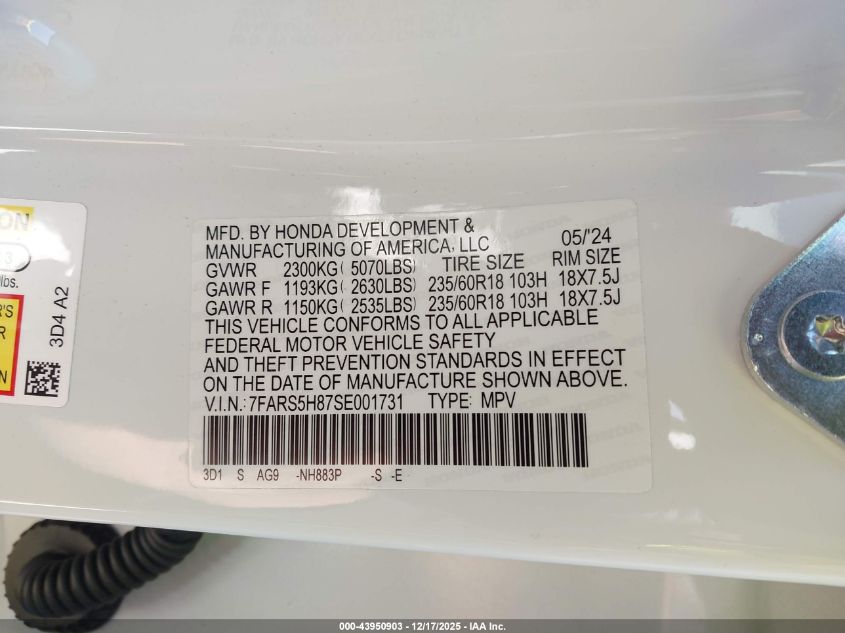 MFD. BY HONDA DEVELOPMENT &
MANUFACTURING OF AMERICA, LLC 05/'24
GVWR 2300KG( 5070LBS) TIRE SIZE RIM SIZE
GAWR F 1193KG( 2630LBS) 235/60R18 103H 18X7.5J
GAWR R 1150KG( 2535LBS) 235/60R18 103H 18X7.5J
THIS VEHICLE CONFORMS TO ALL APPLICABLE
FEDERAL MOTOR VEHICLE SAFETY
AND THEFT PREVENTION STANDARDS IN EFFECT
ON THE DATE OF MANUFACTURE SHOWN ABOVE.
V.I.N.: 7FARS5H87SE001731 TYPE: MPV
3D1 S AG9 -NH883P -S -E
ON
3
lbs.
R'S
R
N
3D4 A2
000-43950903 - 12/17/2025 - IAA Inc.